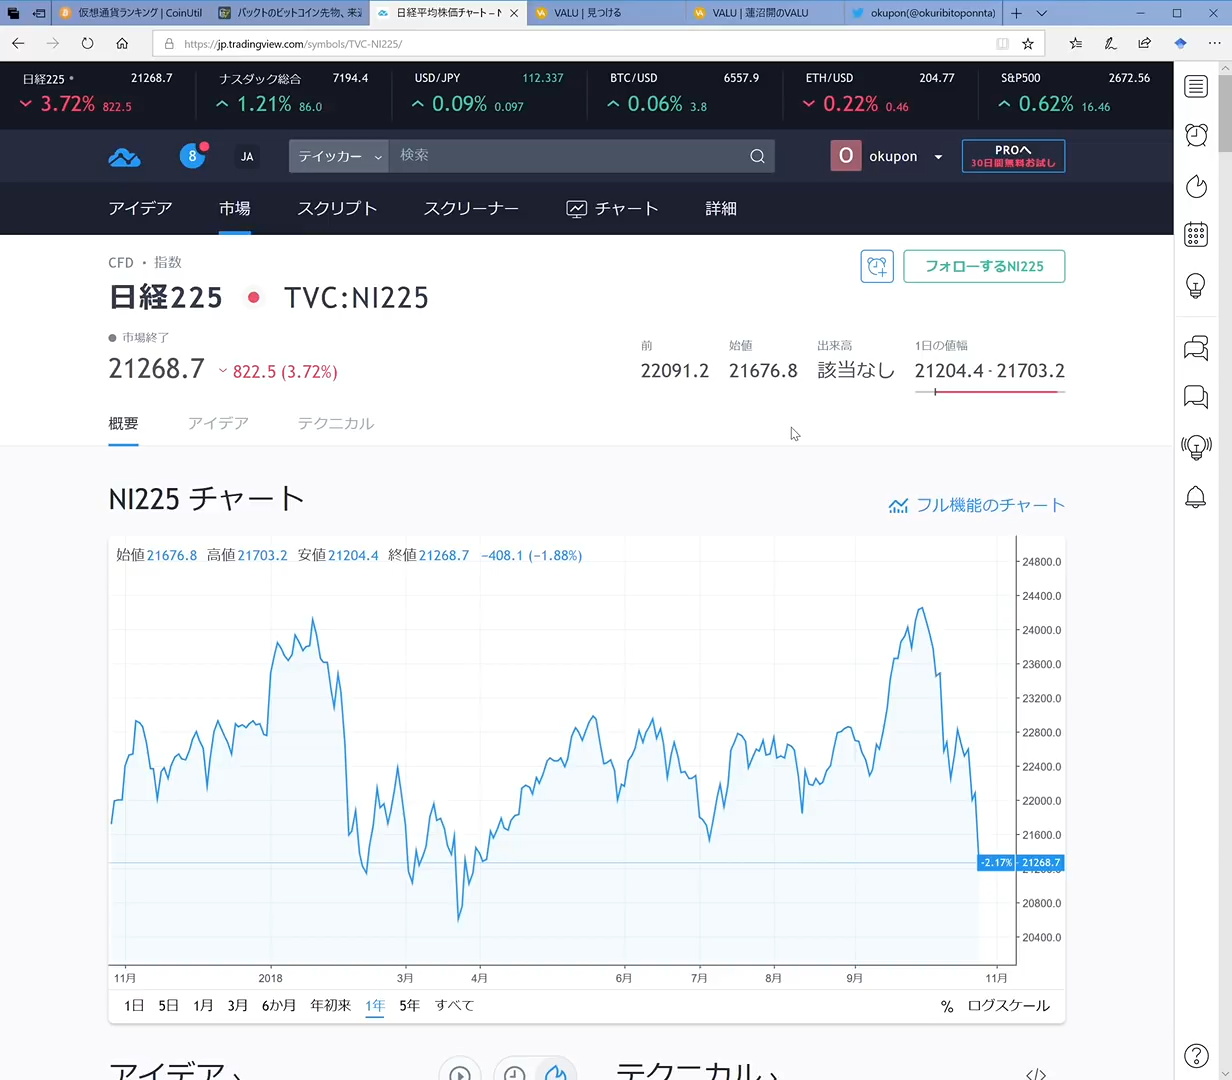 仮想通貨ランキング | CoinUtil
バックトのビットコイン先物、来週
日経平均株価チャート – N
VALU | 見つける
VALU | 蓮沼開のVALU
okupon(@okuribitoponnta)
https://jp.tradingview.com/symbols/TVC-NI225/
日経225 21268.7
3.72% 822.5
ナスダック総合 7194.4
1.21% 86.0
USD/JPY 112.337
0.09% 0.097
BTC/USD 6557.9
0.06% 3.8
ETH/USD 204.77
0.22% 0.46
S&P500 2672.56
0.62% 16.46
8 JA テイッカー 検索 O okupon PROへ
30日間無料お試し
アイデア 市場 スクリプト スクリーナー チャート 詳細
CFD ・ 指数
フォローするNI225
日経225 TVC:NI225
市場終了
21268.7 822.5 (3.72%)
前 始値 出来高 1日の値幅
22091.2 21676.8 該当なし 21204.4 - 21703.2
概要 アイデア テクニカル
NI225 チャート
フル機能のチャート
始値21676.8 高値21703.2 安値21204.4 終値21268.7 −408.1 (−1.88%)
24800.0
24400.0
24000.0
23600.0
23200.0
22800.0
22400.0
22000.0
21600.0
-2.17% 21268.7
21200.0
20800.0
20400.0
11月 2018 3月 4月 6月 7月 8月 9月 11月
1日 5日 1月 3月 6か月 年初来 1年 5年 すべて % ログスケール
アイデア テクニカル